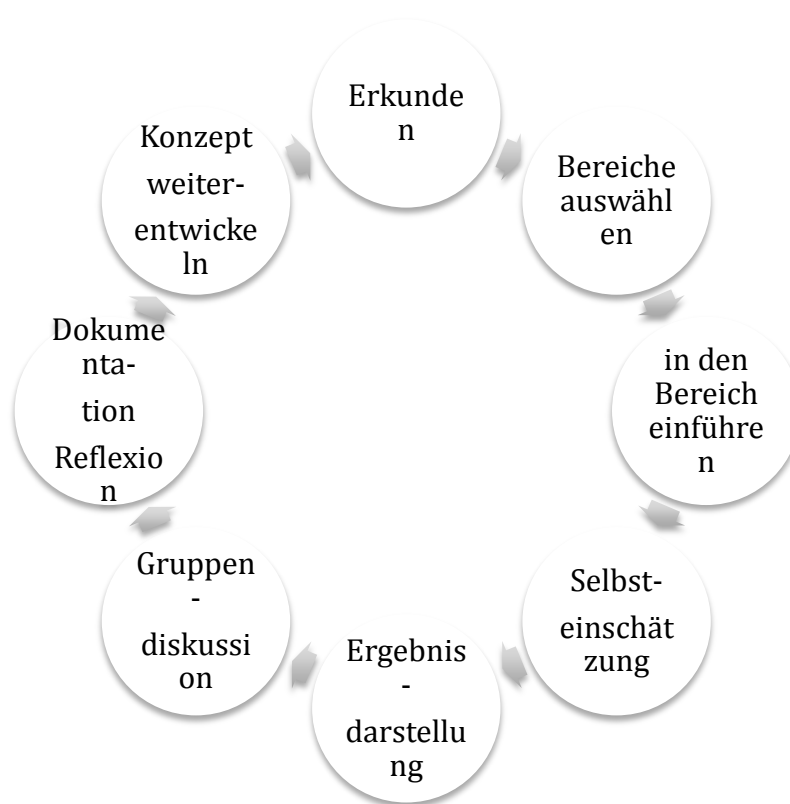 Erkunde
n
Bereiche
auswähl
en
in den
Bereich
einführe
n
Selbst-
einschät
zung
Ergebnis
-
darstellu
ng
Gruppen
-
diskussi
on
Dokume
nta-
tion
Reflexio
n
Konzept
weiter-
entwicke
ln